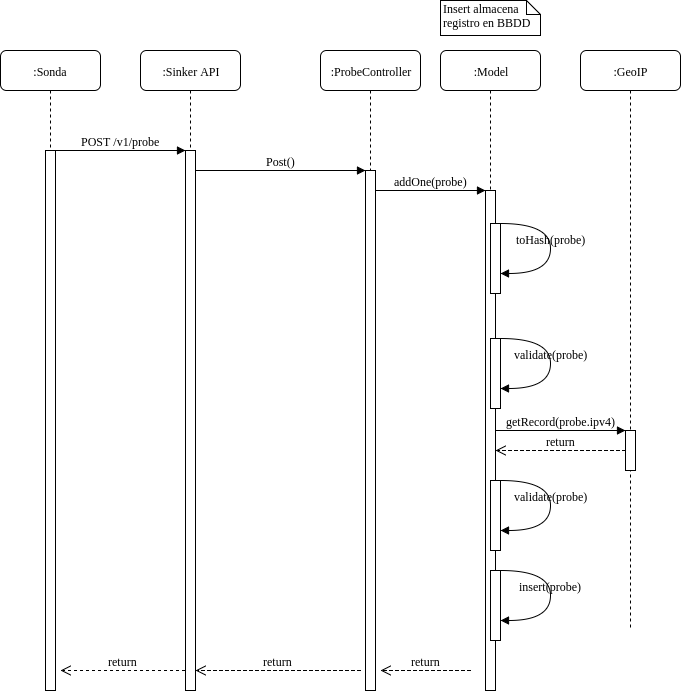 Insert almacena
registro en BBDD
:Sonda
:Sinker API
:ProbeController
:Model
:GeoIP
POST /v1/probe
Post()
addOne(probe)
toHash(probe)
validate(probe)
getRecord(probe.ipv4)
return
validate(probe)
insert(probe)
return
return
return